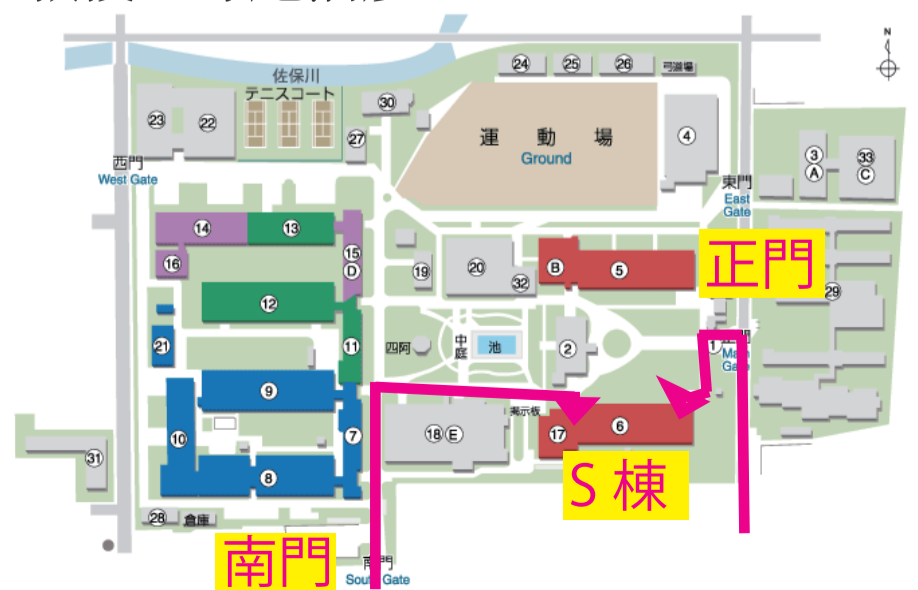 N
佐保川
テニスコート
㉔
㉕
㉖
弓道場
㉚
㉓
㉒
㉗
運動場
Ground
④
③
Ⓐ
㉝
Ⓒ
西門
West Gate
東門
East
Gate
⑭
⑬
⑮
Ⓓ
⑯
⑲
⑳
㉜
Ⓑ
⑤
正門
㉙
⑫
⑪
㉑
四阿
中庭
池
②
①
正門
Main
Gate
⑨
⑩
⑦
⑧
掲示板
⑱Ⓔ
⑰
⑥
S棟
㉛
㉘
倉庫
南門
南門
South Gate